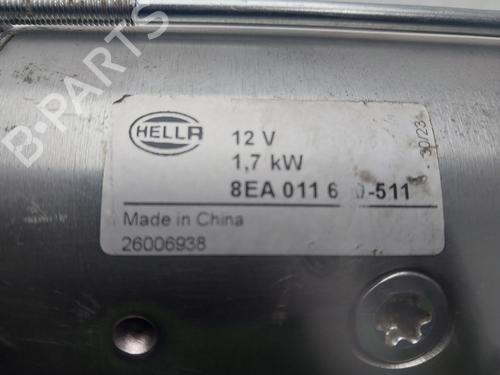 B-PARTS
HELLA
12 V
1,7 kW
8EA 011 6 0-511
30/23
Made in China
26006938